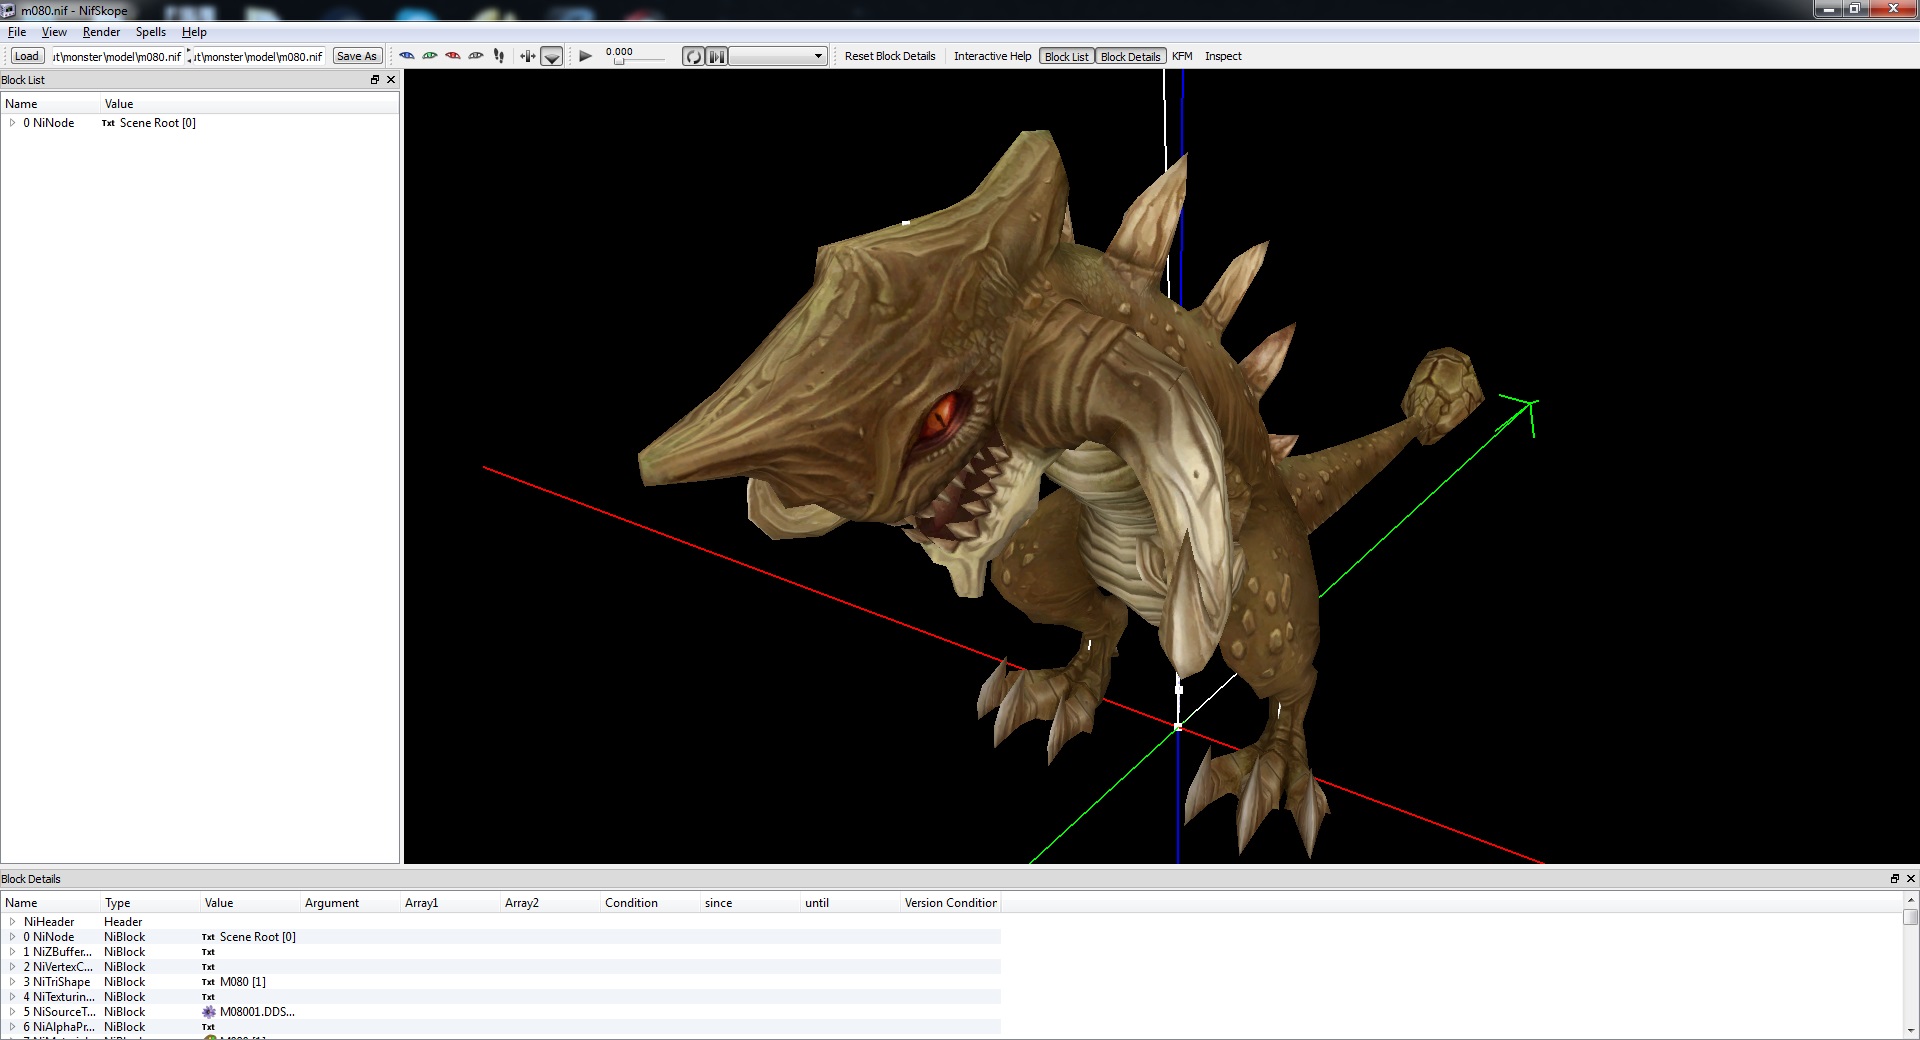 m080.nif - NifSkope
File View Render Spells Help
Load ut\monster\model\m080.nif ut\monster\model\m080.nif Save As 0.000 Reset Block Details Interactive Help Block List Block Details KFM Inspect
Block List
Name Value
0 NiNode Txt Scene Root [0]
Block Details
Name Type Value Argument Array1 Array2 Condition since until Version Condition
NiHeader Header
0 NiNode NiBlock Txt Scene Root [0]
1 NiZBuffer... NiBlock Txt
2 NiVertexC... NiBlock Txt
3 NiTriShape NiBlock Txt M080 [1]
4 NiTexturin... NiBlock Txt
5 NiSourceT... NiBlock M08001.DDS...
6 NiAlphaPr... NiBlock Txt